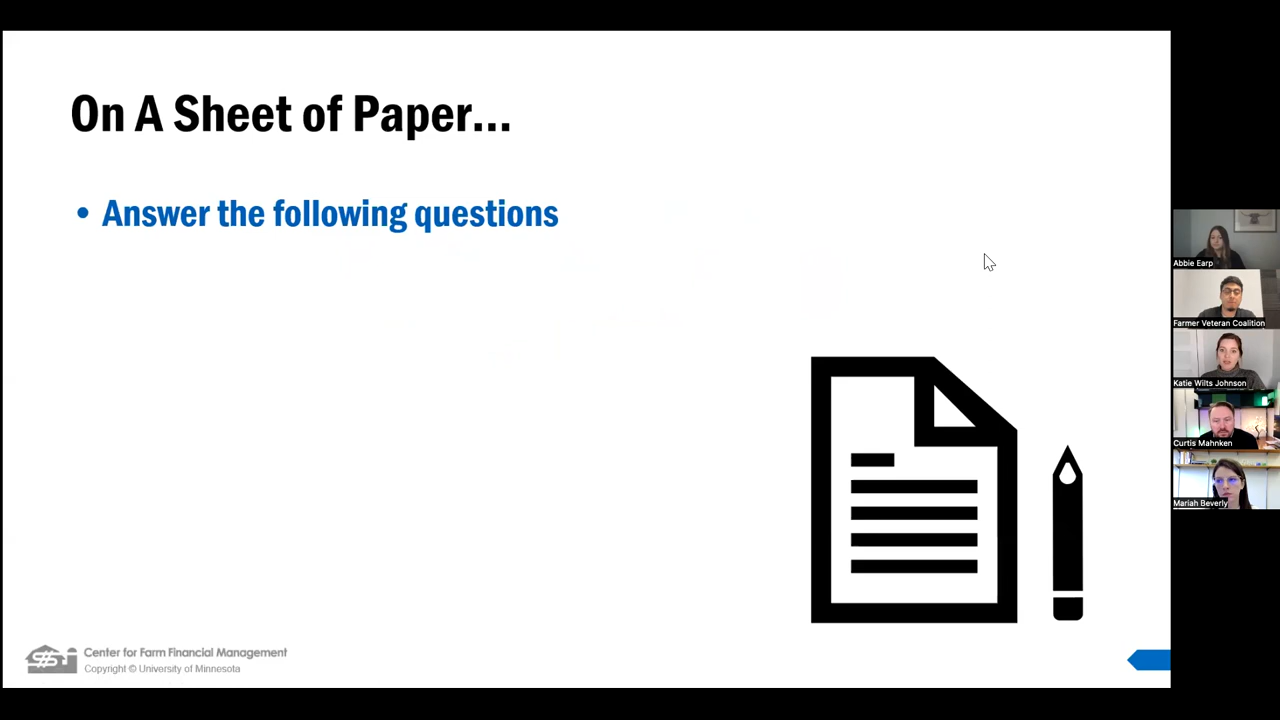 On A Sheet of Paper...
• Answer the following questions
Abbie Earp
Farmer Veteran Coalition
Katie Wilts Johnson
Curtis Mahnken
Mariah Beverly
Center for Farm Financial Management
Copyright © University of Minnesota